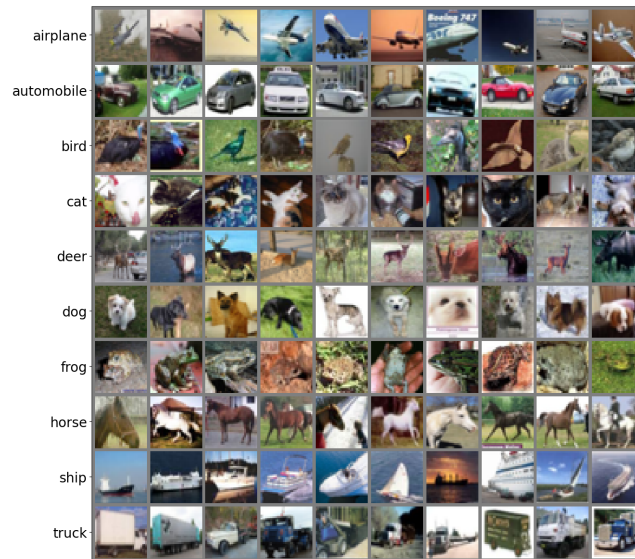 airplane
Boeing 747
automobile
bird
cat
deer
dog
frog
horse
ship
truck